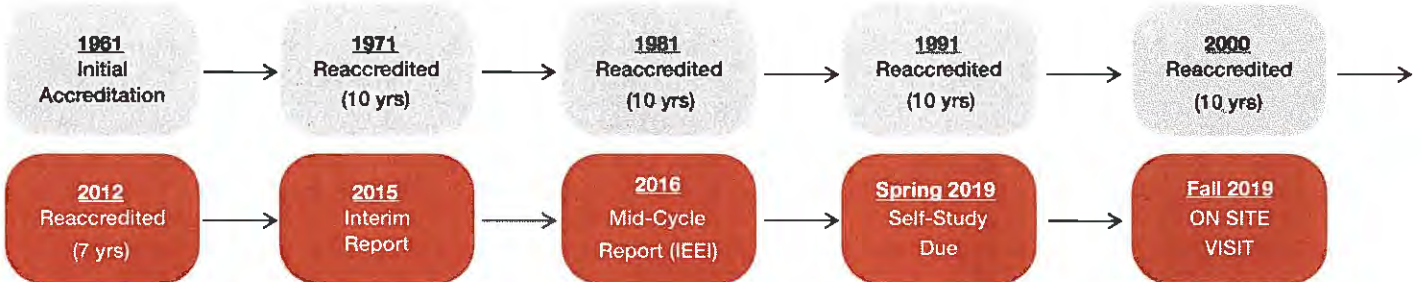 1961
Initial
Accreditation
1971
Reaccredited
(10 yrs)
1981
Reaccredited
(10 yrs)
1991
Reaccredited
(10 yrs)
2000
Reaccredited
(10 yrs)
2012
Reaccredited
(7 yrs)
2015
Interim
Report
2016
Mid-Cycle
Report (IEEI)
Spring 2019
Self-Study
Due
Fall 2019
ON SITE
VISIT